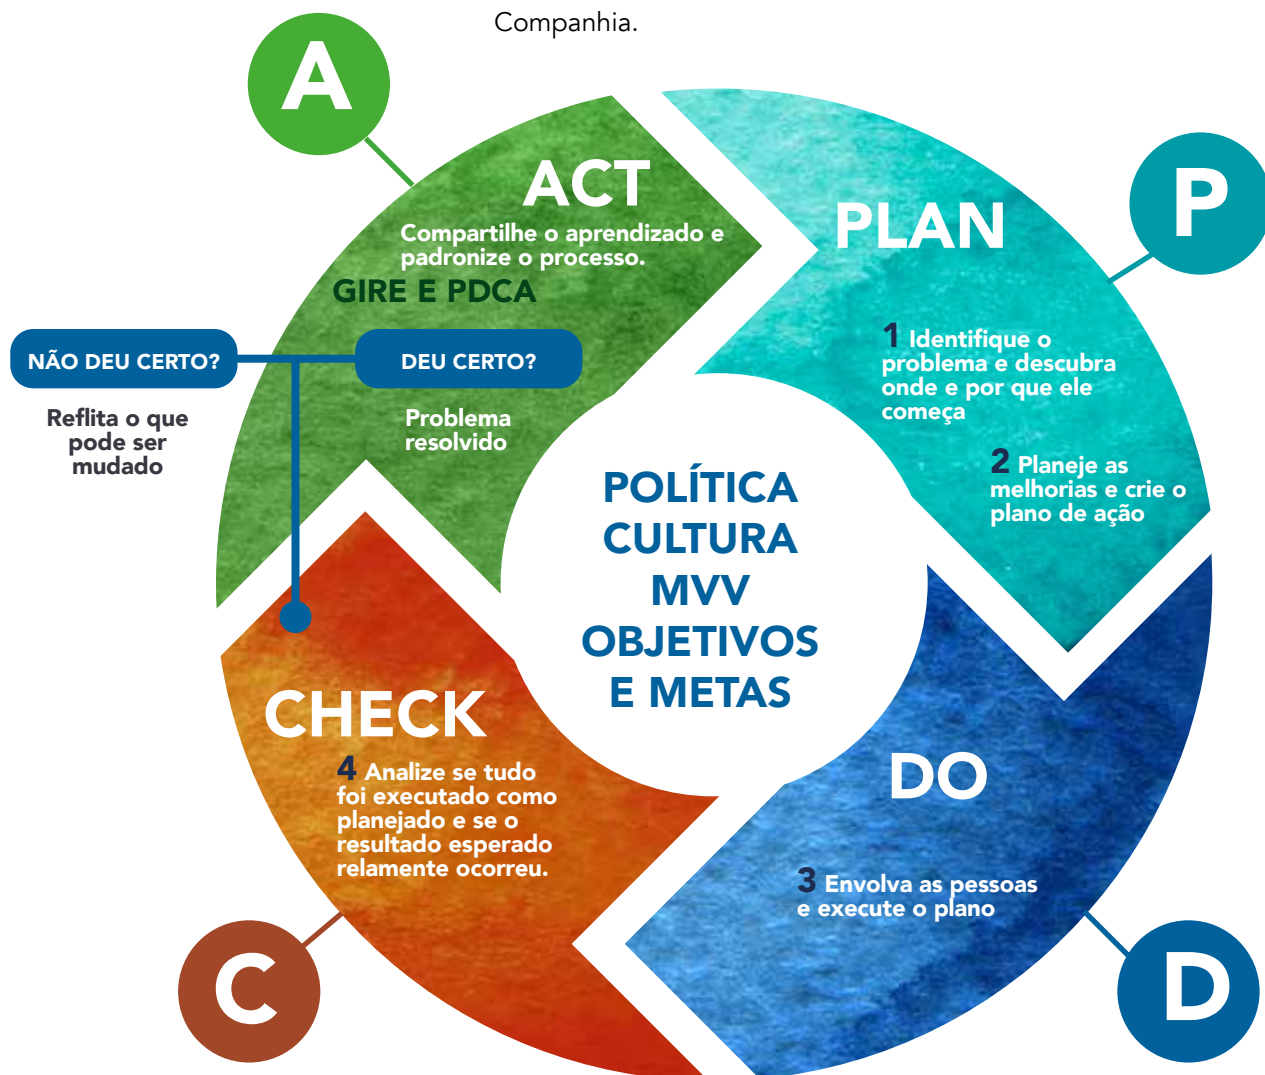 Companhia.
A
ACT
Compartilhe o aprendizado e
padronize o processo.
GIRE E PDCA
NÃO DEU CERTO?
DEU CERTO?
Reflita o que
pode ser
mudado
Problema
resolvido
P
PLAN
1 Identifique o
problema e descubra
onde e por que ele
começa
2 Planeje as
melhorias e crie o
plano de ação
POLÍTICA
CULTURA
MVV
OBJETIVOS
E METAS
CHECK
4 Analize se tudo
foi executado como
planejado e se o
resultado esperado
relamente ocorreu.
C
DO
3 Envolva as pessoas
e execute o plano
D